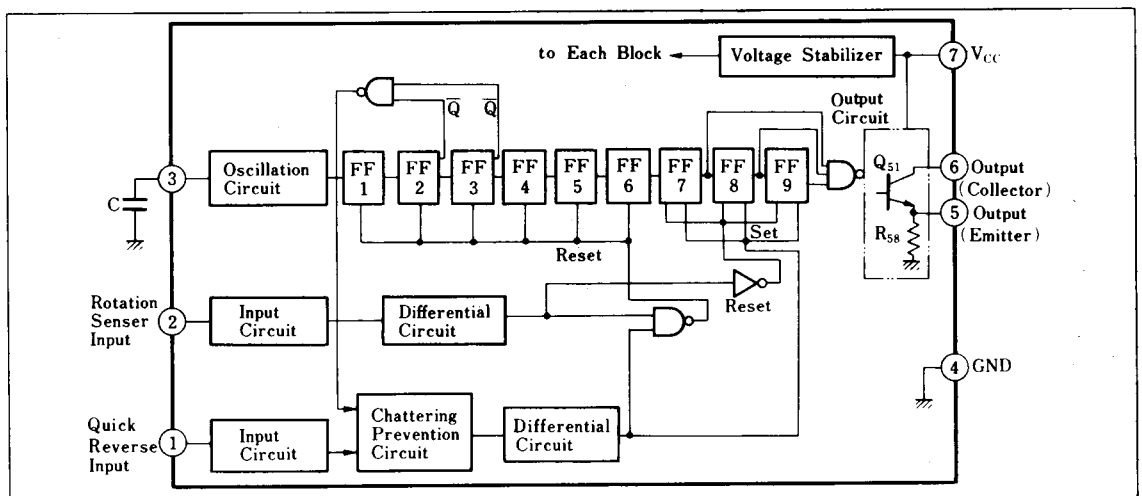 to Each Block
Voltage Stabilizer
7
V_CC
Q̅ Q̅
Output
Circuit
3
Oscillation
Circuit
FF
1
FF
2
FF
3
FF
4
FF
5
FF
6
FF
7
FF
8
FF
9
Q51
6
Output
(Collector)
C
5
Output
(Emitter)
R58
Reset
Set
Rotation
Senser
Input
2
Input
Circuit
Differential
Circuit
Reset
4
GND
Quick
Reverse
Input
1
Input
Circuit
Chattering
Prevention
Circuit
Differential
Circuit